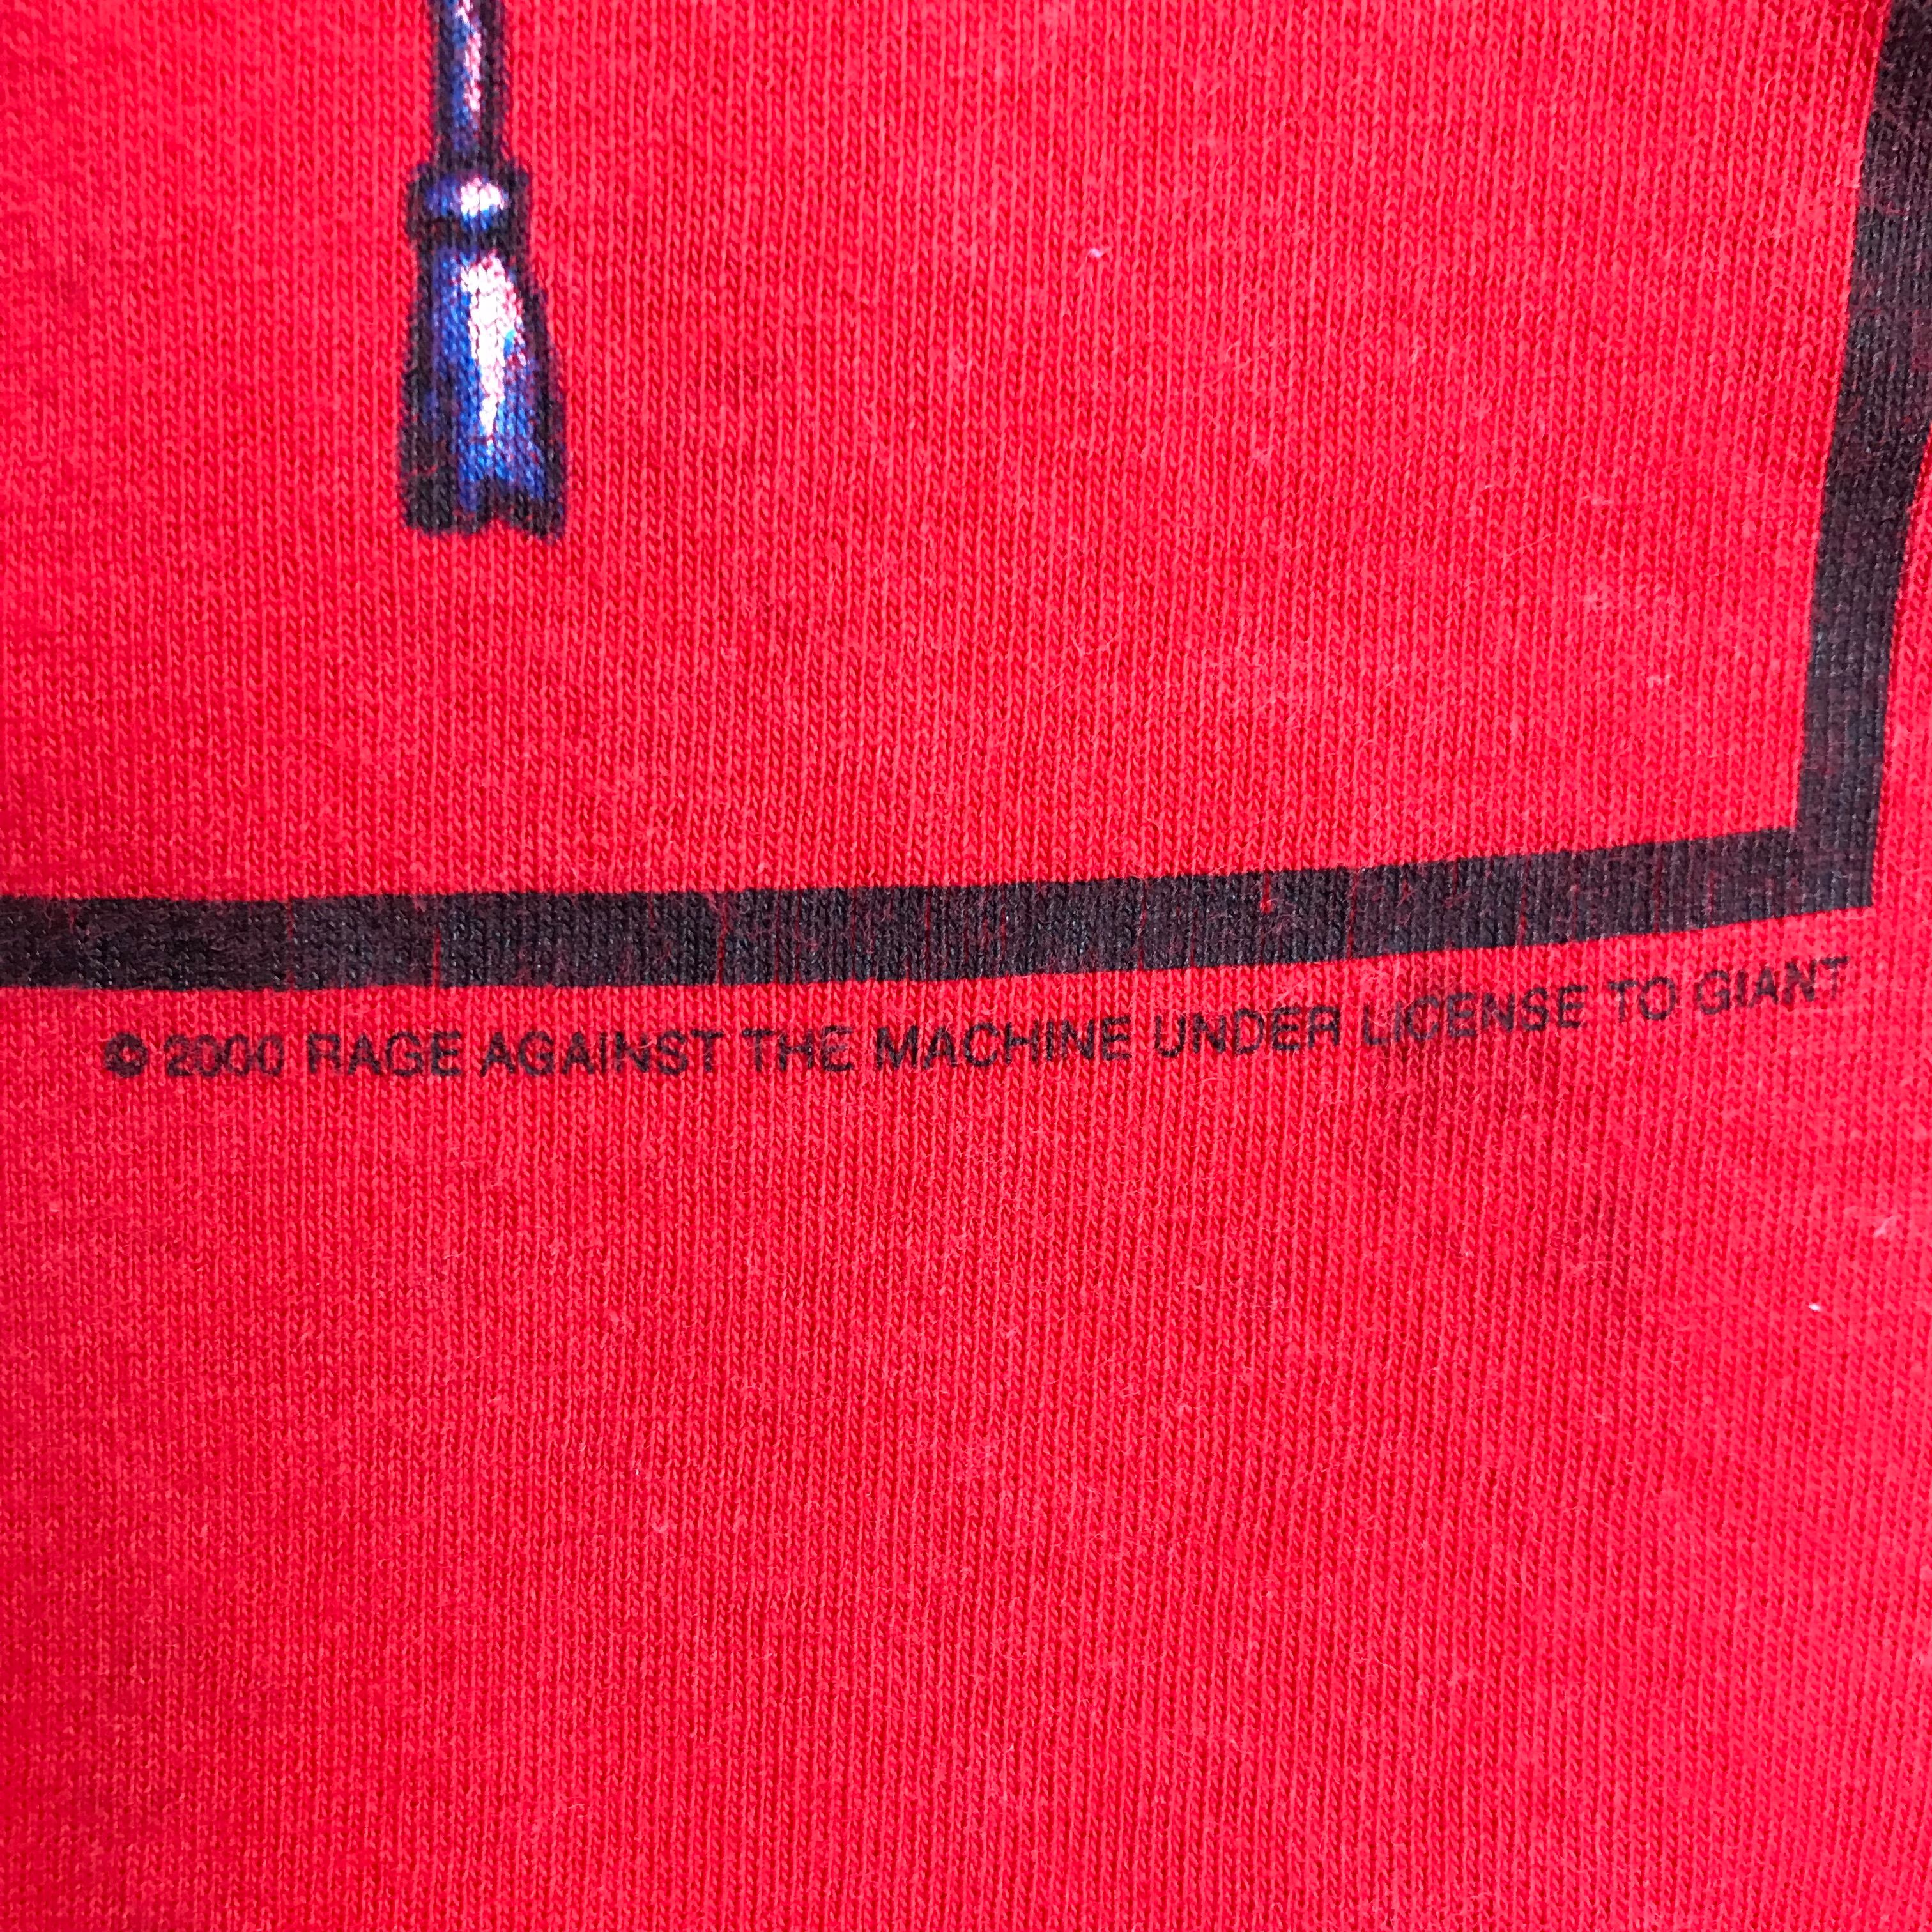 © 2000 RAGE AGAINST THE MACHINE UNDER LICENSE TO GIANT